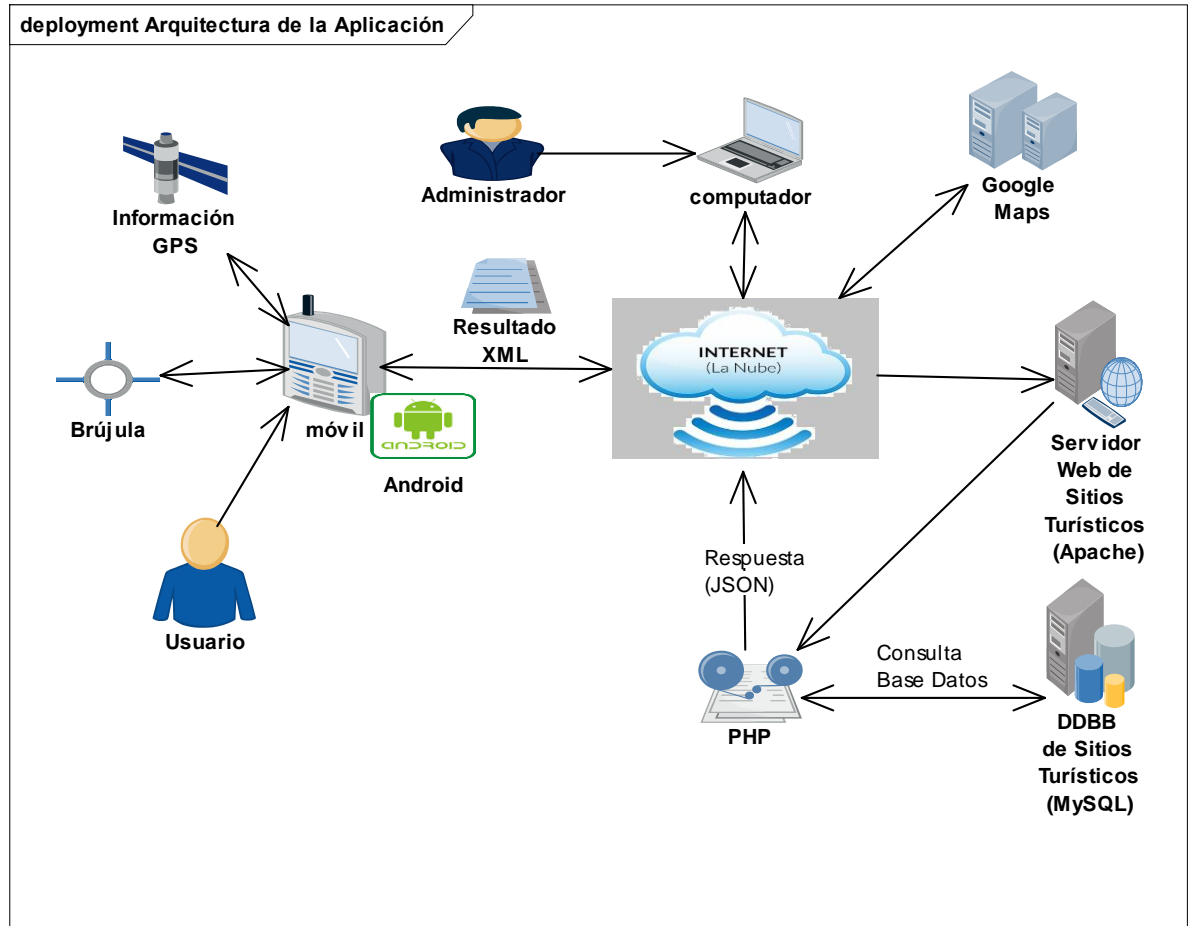 deployment Arquitectura de la Aplicación
Información
GPS
Administrador
computador
Google
Maps
Resultado
XML
INTERNET
(La Nube)
Brújula
móvil
ANDROID
Android
Servidor
Web de
Sitios
Turísticos
(Apache)
Usuario
Respuesta
(JSON)
Consulta
Base Datos
PHP
DDBB
de Sitios
Turísticos
(MySQL)